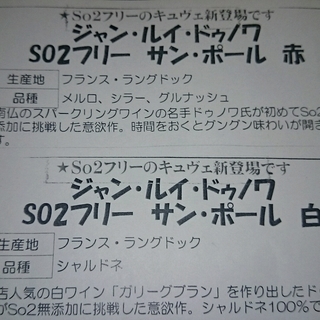 ★So2フリーのキュヴェ新登場です
ジャン・ルイ・ドゥノワ
SO2フリー サン・ポール 赤
生産地 フランス・ラングドック
品種 メルロ、シラー、グルナッシュ
南仏のスパークリングワインの名手ドゥノワ氏が初めてSo2
添加に挑戦した意欲作。時間をおくとグングン味わいが開き
す。
★So2フリーのキュヴェ新登場です
ジャン・ルイ・ドゥノワ
SO2フリー サン・ポール 白
生産地 フランス・ラングドック
品種 シャルドネ
店人気の白ワイン「ガリーグブラン」を作り出したド
がSo2無添加に挑戦した意欲作。シャルドネ100%で